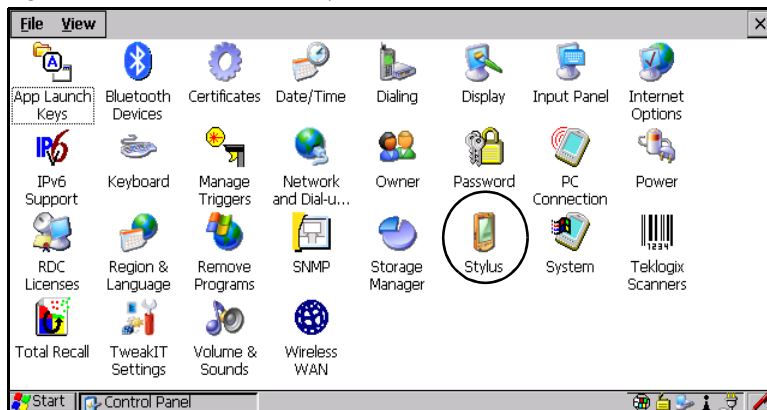 File View
App Launch Keys
Bluetooth Devices
Certificates
Date/Time
Dialing
Display
Input Panel
Internet Options
IPv6 Support
Keyboard
Manage Triggers
Network and Dial-u...
Owner
Password
PC Connection
Power
RDC Licenses
Region & Language
Remove Programs
SNMP
Storage Manager
Stylus
System
1234
Teklogix Scanners
Total Recall
TweakIT Settings
Volume & Sounds
Wireless WAN
Start Control Panel